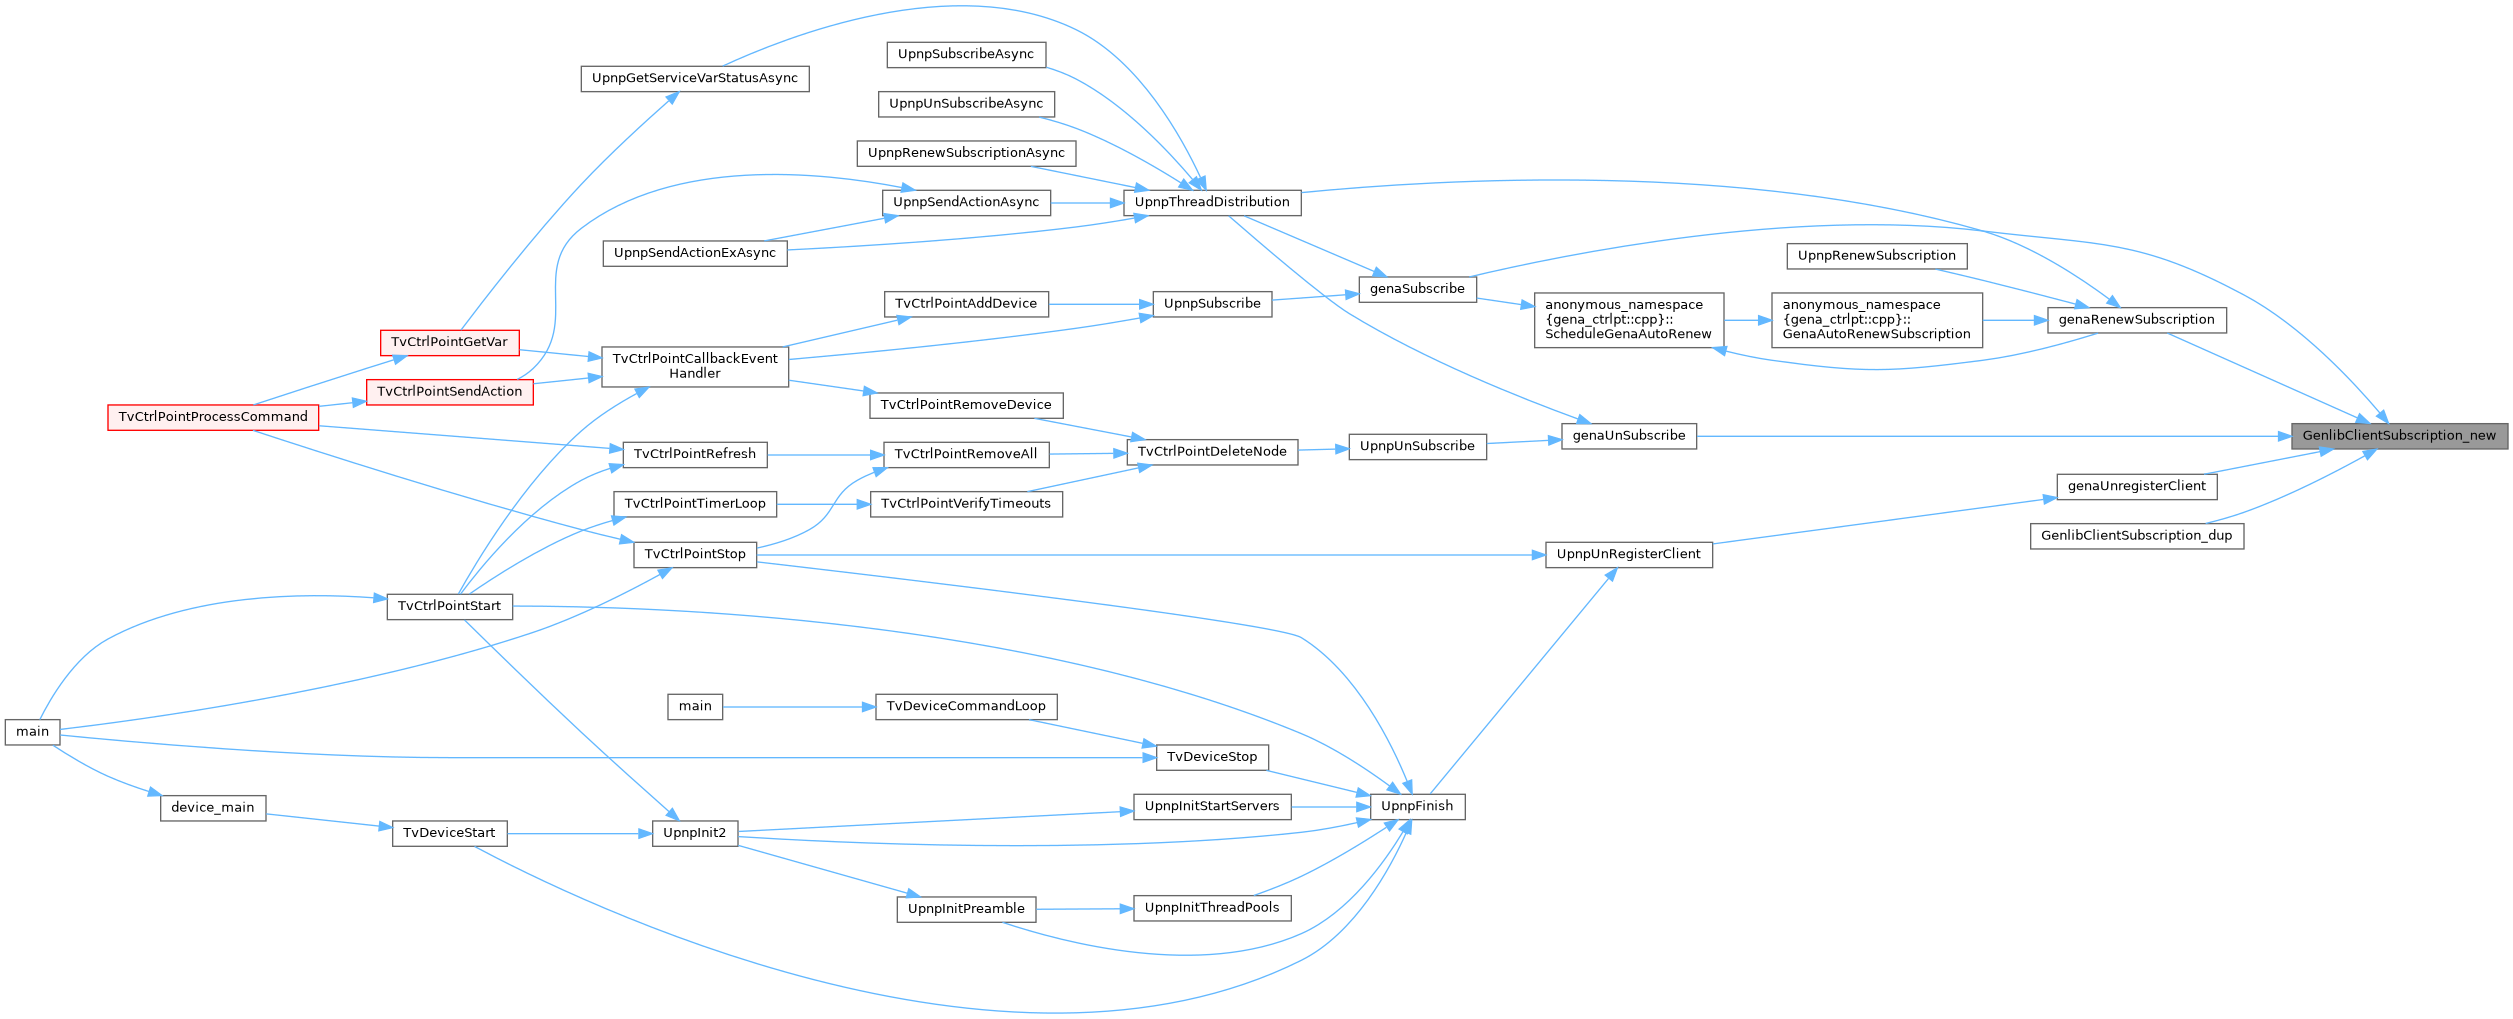 UpnpSubscribeAsync
UpnpGetServiceVarStatusAsync
UpnpUnSubscribeAsync
UpnpRenewSubscriptionAsync
UpnpSendActionAsync
UpnpThreadDistribution
UpnpSendActionExAsync
UpnpRenewSubscription
genaSubscribe
TvCtrlPointAddDevice
UpnpSubscribe
anonymous_namespace
{gena_ctrlpt::cpp}::
ScheduleGenaAutoRenew
anonymous_namespace
{gena_ctrlpt::cpp}::
GenaAutoRenewSubscription
genaRenewSubscription
TvCtrlPointGetVar
TvCtrlPointCallbackEvent
Handler
TvCtrlPointSendAction
TvCtrlPointRemoveDevice
TvCtrlPointProcessCommand
genaUnSubscribe
GenlibClientSubscription_new
UpnpUnSubscribe
TvCtrlPointRefresh
TvCtrlPointRemoveAll
TvCtrlPointDeleteNode
genaUnregisterClient
TvCtrlPointTimerLoop
TvCtrlPointVerifyTimeouts
GenlibClientSubscription_dup
TvCtrlPointStop
UpnpUnRegisterClient
TvCtrlPointStart
main
TvDeviceCommandLoop
main
TvDeviceStop
device_main
UpnpInitStartServers
UpnpFinish
TvDeviceStart
UpnpInit2
UpnpInitPreamble
UpnpInitThreadPools